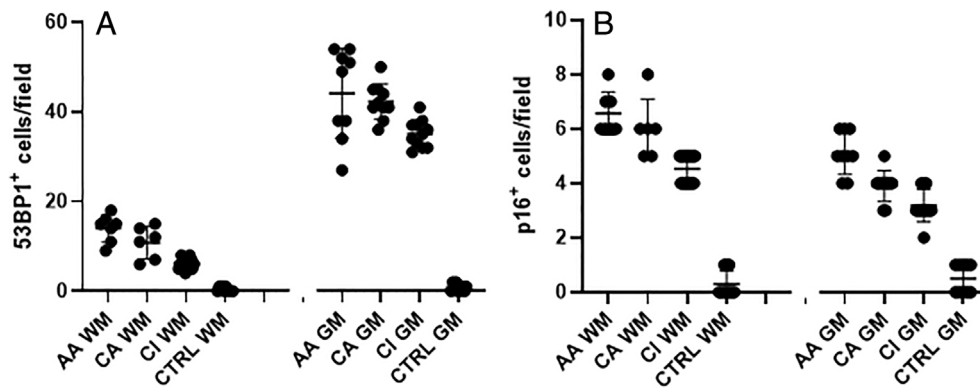 A
53BP1+ cells/field
60
40
20
0
AA WM
CA WM
CI WM
CTRL WM
AA GM
CA GM
CI GM
CTRL GM
B
p16+ cells/field
10
8
6
4
2
0
AA WM
CA WM
CI WM
CTRL WM
AA GM
CA GM
CI GM
CTRL GM